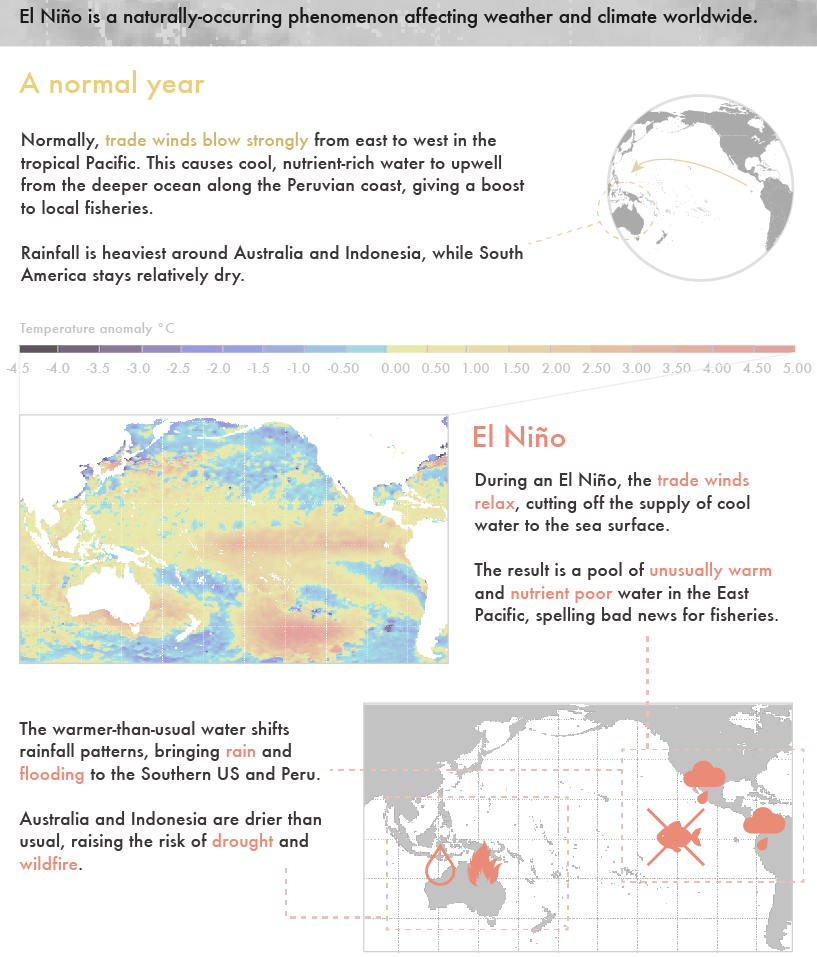 El Niño is a naturally-occurring phenomenon affecting weather and climate worldwide.
A normal year
Normally, trade winds blow strongly from east to west in the
tropical Pacific. This causes cool, nutrient-rich water to upwell
from the deeper ocean along the Peruvian coast, giving a boost
to local fisheries.
Rainfall is heaviest around Australia and Indonesia, while South
America stays relatively dry.
Temperature anomaly °C
-4.5 -4.0 -3.5 -3.0 -2.5 -2.0 -1.5 -1.0 -0.50 0.00 0.50 1.00 1.50 2.00 2.50 3.00 3.50 4.00 4.50 5.00
El Niño
During an El Niño, the trade winds
relax, cutting off the supply of cool
water to the sea surface.
The result is a pool of unusually warm
and nutrient poor water in the East
Pacific, spelling bad news for fisheries.
The warmer-than-usual water shifts
rainfall patterns, bringing rain and
flooding to the Southern US and Peru.
Australia and Indonesia are drier than
usual, raising the risk of drought and
wildfire.